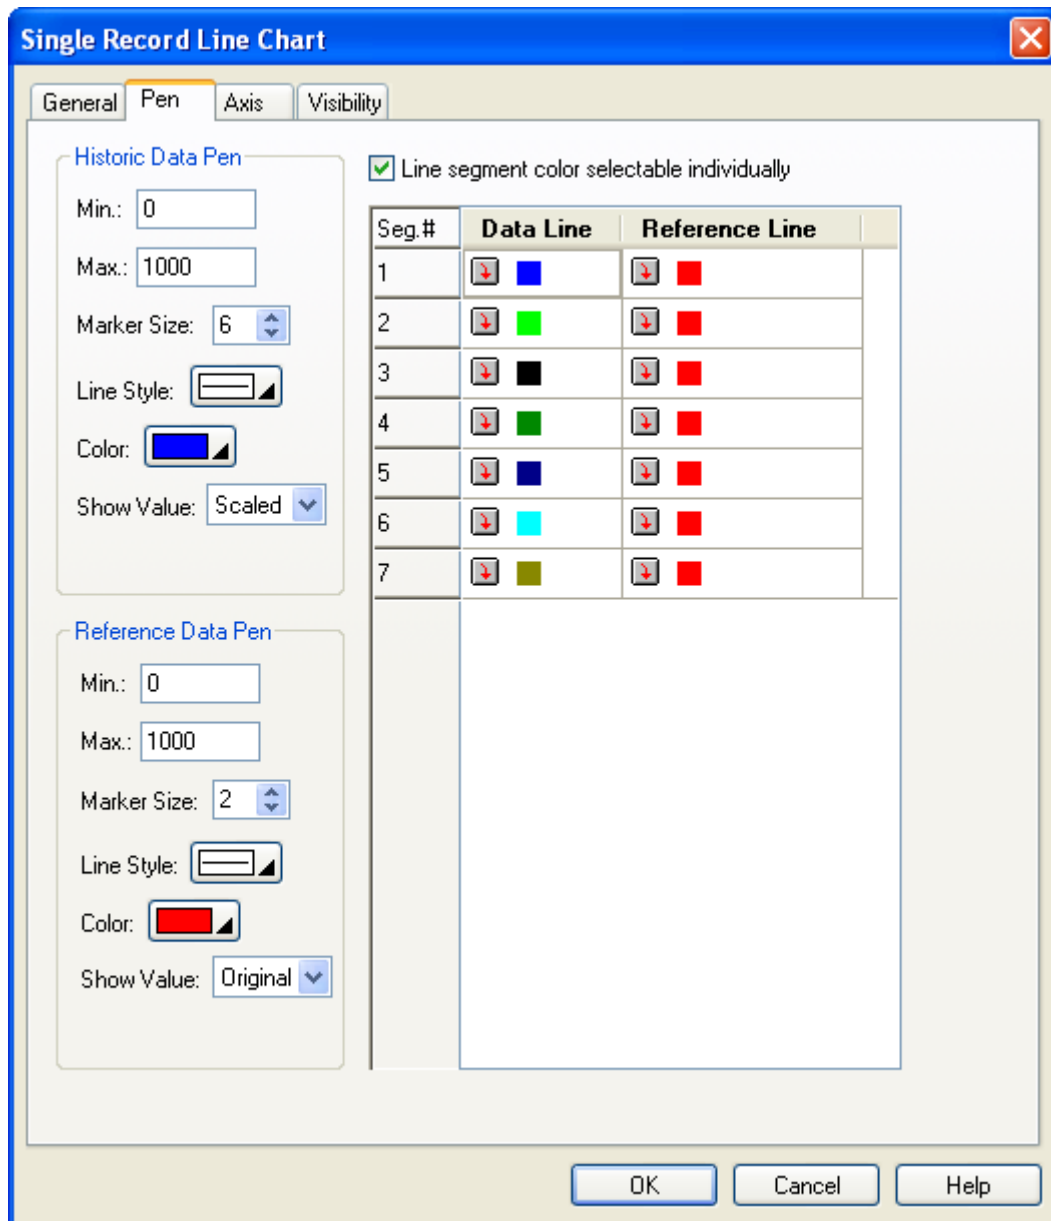 Single Record Line Chart
General Pen Axis Visibility
Historic Data Pen
Min.: 0
Max.: 1000
Marker Size: 6
Line Style:
Color:
Show Value: Scaled
Reference Data Pen
Min.: 0
Max.: 1000
Marker Size: 2
Line Style:
Color:
Show Value: Original
Line segment color selectable individually
Seg.# Data Line Reference Line
1
2
3
4
5
6
7
OK Cancel Help